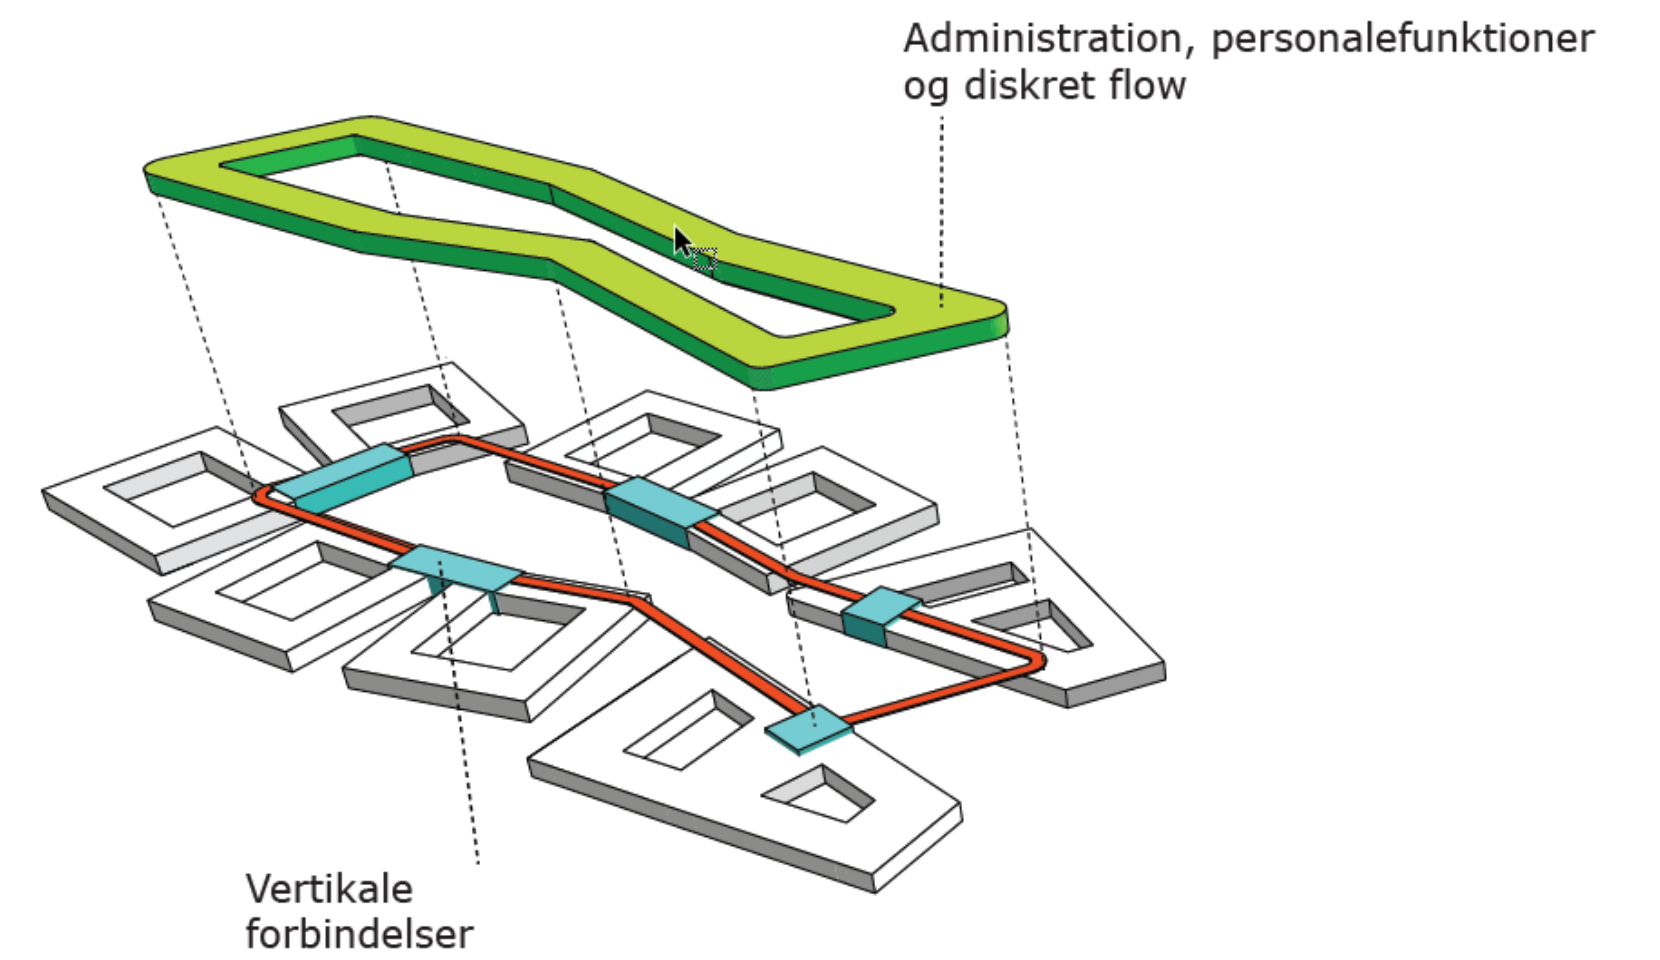 Administration, personalefunktioner
og diskret flow
Vertikale
forbindelser